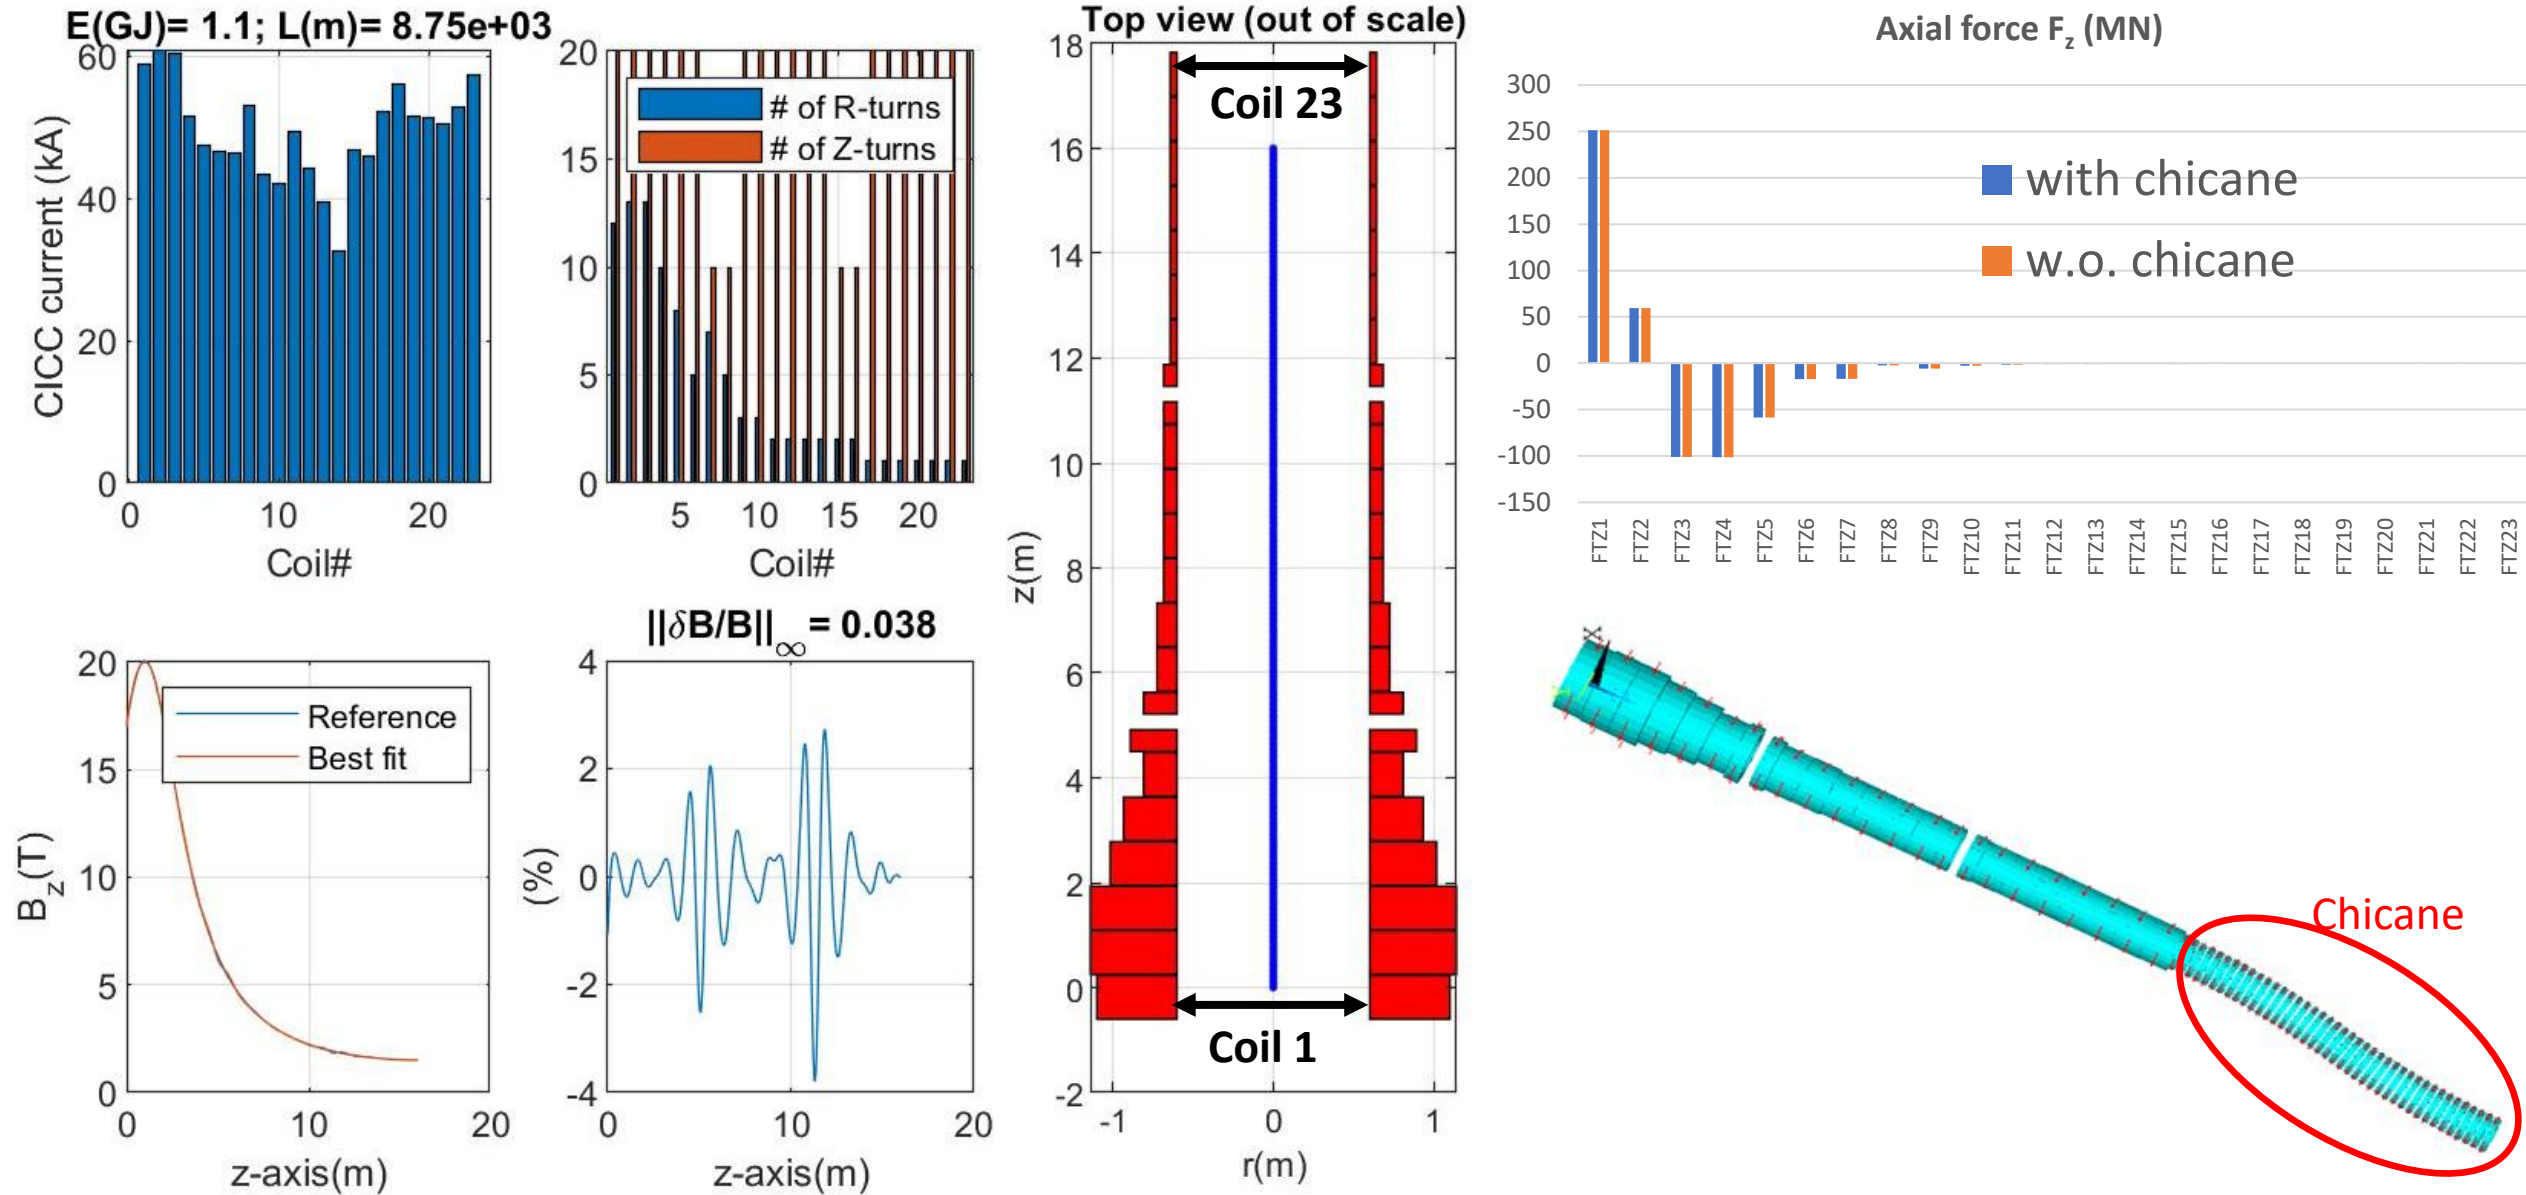 E(GJ)= 1.1; L(m)= 8.75e+03
CICC current (kA)
60
40
20
0
0 10 20
Coil#
20
15
10
5
0
# of R-turns
# of Z-turns
5 10 15 20
Coil#
Top view (out of scale)
18
16
14
12
10
8
6
4
2
0
-2
z(m)
Coil 23
Coil 1
-1 0 1
r(m)
Axial force Fz (MN)
300
250
200
150
100
50
0
-50
-100
-150
with chicane
w.o. chicane
FTZ1 FTZ2 FTZ3 FTZ4 FTZ5 FTZ6 FTZ7 FTZ8 FTZ9 FTZ10 FTZ11 FTZ12 FTZ13 FTZ14 FTZ15 FTZ16 FTZ17 FTZ18 FTZ19 FTZ20 FTZ21 FTZ22 FTZ23
20
15
10
5
0
Bz(T)
Reference
Best fit
0 10 20
z-axis(m)
||δB/B||∞ = 0.038
4
2
0
-2
-4
(%)
0 10 20
z-axis(m)
X
Chicane